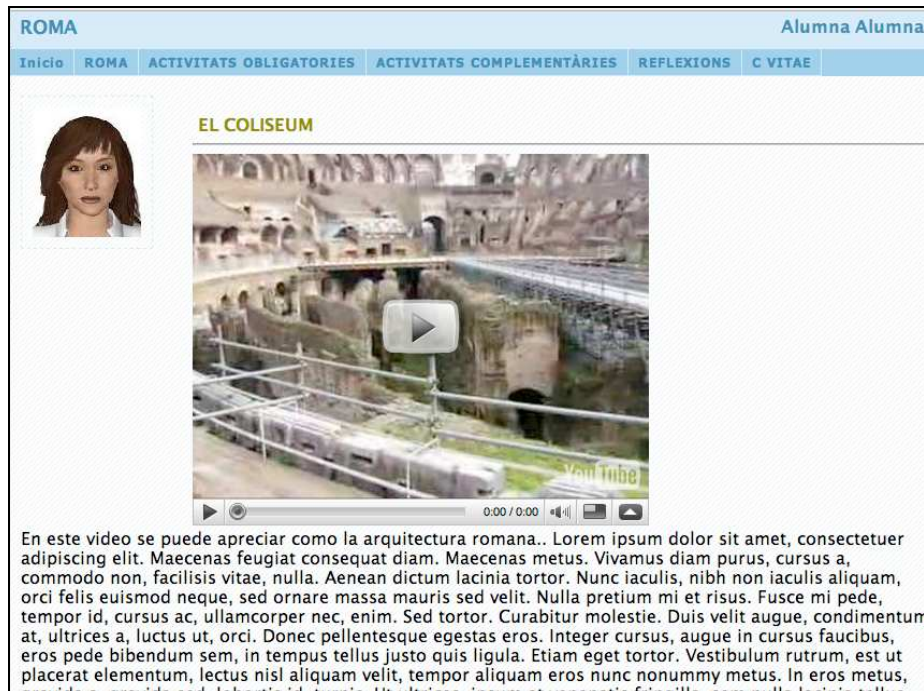 ROMA
Alumna Alumna
Inicio ROMA ACTIVITATS OBLIGATORIES ACTIVITATS COMPLEMENTÀRIES REFLEXIONS C VITAE
EL COLISEUM
YouTube
0:00 / 0:00
En este video se puede apreciar como la arquitectura romana.. Lorem ipsum dolor sit amet, consectetuer
adipiscing elit. Maecenas feugiat consequat diam. Maecenas metus. Vivamus diam purus, cursus a,
commodo non, facilisis vitae, nulla. Aenean dictum lacinia tortor. Nunc iaculis, nibh non iaculis aliquam,
orci felis euismod neque, sed ornare massa mauris sed velit. Nulla pretium mi et risus. Fusce mi pede,
tempor id, cursus ac, ullamcorper nec, enim. Sed tortor. Curabitur molestie. Duis velit augue, condimentum
at, ultrices a, luctus ut, orci. Donec pellentesque egestas eros. Integer cursus, augue in cursus faucibus,
eros pede bibendum sem, in tempus tellus justo quis ligula. Etiam eget tortor. Vestibulum rutrum, est ut
placerat elementum, lectus nisl aliquam velit, tempor aliquam eros nunc nonummy metus. In eros metus,